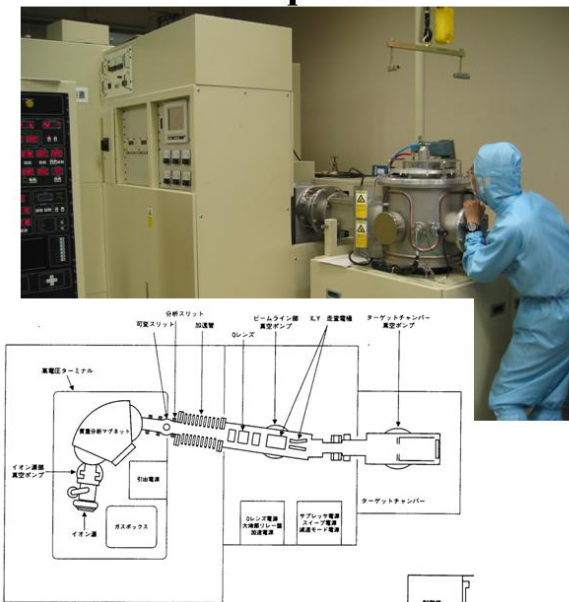 分析スリット
可変スリット
加速管
Qレンズ
ビームライン部
真空ポンプ
X,Y 走査電極
ターゲットチャンバー
真空ポンプ
高電圧ターミナル
質量分析マグネット
イオン源部
真空ポンプ
引出電源
イオン源
ガスボックス
Qレンズ電源
大地部リレー盤
加速電源
サプレッサ電源
スイープ電源
減速モード電源
ターゲットチャンバー